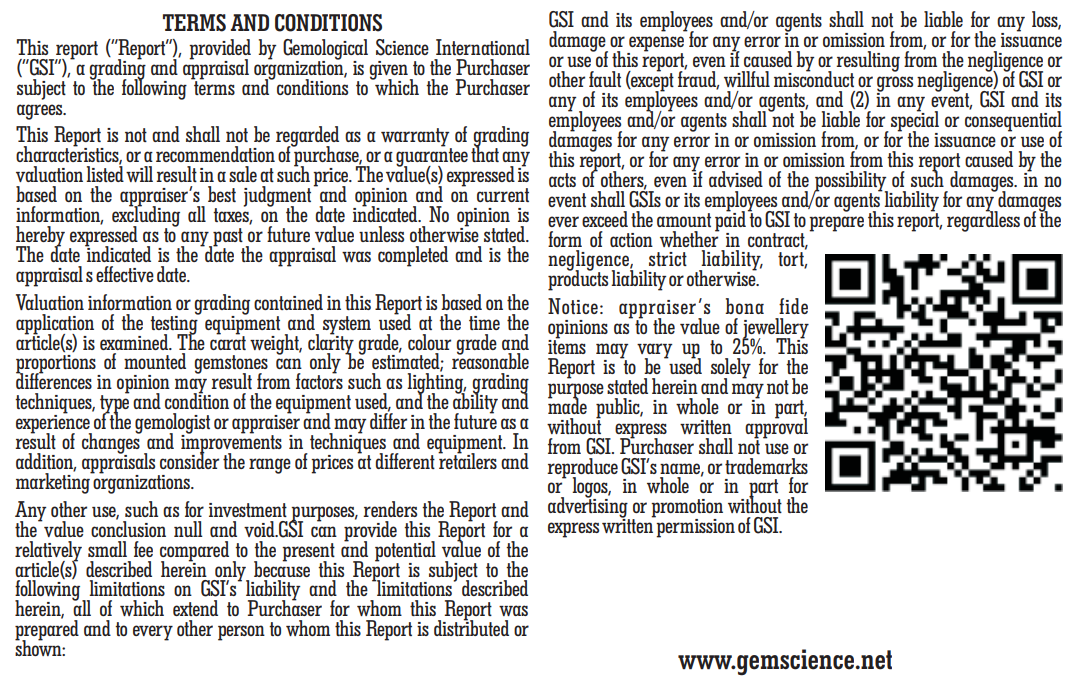 TERMS AND CONDITIONS
This report ("Report"), provided by Gemological Science International
("GSI"), a grading and appraisal organization, is given to the Purchaser
subject to the following terms and conditions to which the Purchaser
agrees.
This Report is not and shall not be regarded as a warranty of grading
characteristics, or a recommendation of purchase, or a guarantee that any
valuation listed will result in a sale at such price. The value(s) expressed is
based on the appraiser's best judgment and opinion and on current
information, excluding all taxes, on the date indicated. No opinion is
hereby expressed as to any past or future value unless otherwise stated.
The date indicated is the date the appraisal was completed and is the
appraisal s effective date.
Valuation information or grading contained in this Report is based on the
application of the testing equipment and system used at the time the
article(s) is examined. The carat weight, clarity grade, colour grade and
proportions of mounted gemstones can only be estimated; reasonable
differences in opinion may result from factors such as lighting, grading
techniques, type and condition of the equipment used, and the ability and
experience of the gemologist or appraiser and may differ in the future as a
result of changes and improvements in techniques and equipment. In
addition, appraisals consider the range of prices at different retailers and
marketing organizations.
Any other use, such as for investment purposes, renders the Report and
the value conclusion null and void.GSI can provide this Report for a
relatively small fee compared to the present and potential value of the
article(s) described herein only because this Report is subject to the
following limitations on GSI's liability and the limitations described
herein, all of which extend to Purchaser for whom this Report was
prepared and to every other person to whom this Report is distributed or
shown:
GSI and its employees and/or agents shall not be liable for any loss,
damage or expense for any error in or omission from, or for the issuance
or use of this report, even if caused by or resulting from the negligence or
other fault (except fraud, willful misconduct or gross negligence) of GSI or
any of its employees and/or agents, and (2) in any event, GSI and its
employees and/or agents shall not be liable for special or consequential
damages for any error in or omission from, or for the issuance or use of
this report, or for any error in or omission from this report caused by the
acts of others, even if advised of the possibility of such damages. in no
event shall GSIs or its employees and/or agents liability for any damages
ever exceed the amount paid to GSI to prepare this report, regardless of the
form of action whether in contract,
negligence, strict liability, tort,
products liability or otherwise.
Notice: appraiser's bona fide
opinions as to the value of jewellery
items may vary up to 25%. This
Report is to be used solely for the
purpose stated herein and may not be
made public, in whole or in part,
without express written approval
from GSI. Purchaser shall not use or
reproduce GSI's name, or trademarks
or logos, in whole or in part for
advertising or promotion without the
express written permission of GSI.
www.gemscience.net